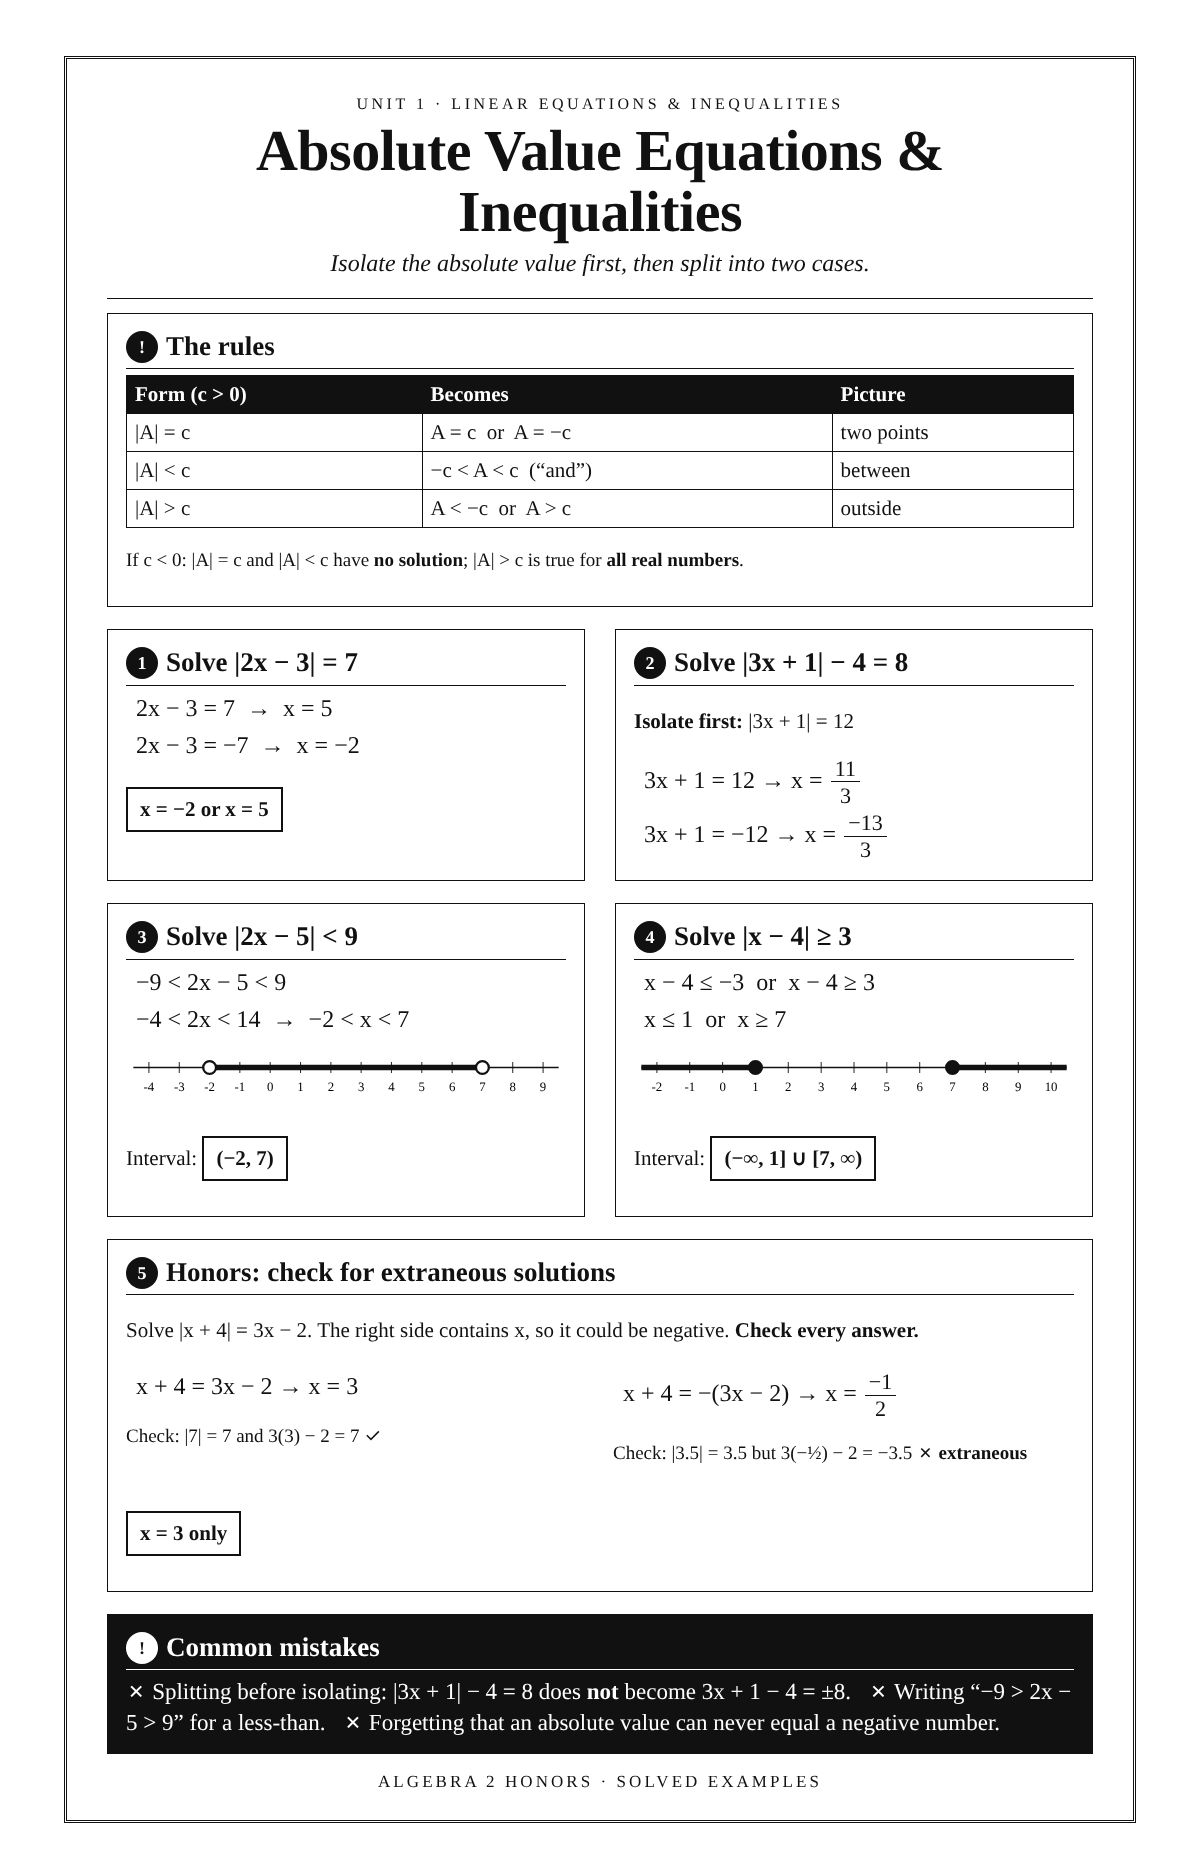 UNIT 1 · LINEAR EQUATIONS & INEQUALITIES
Absolute Value Equations &
Inequalities
Isolate the absolute value first, then split into two cases.
! The rules
Form (c > 0) Becomes Picture
|A| = c A = c or A = −c two points
|A| < c −c < A < c (“and”) between
|A| > c A < −c or A > c outside
If c < 0: |A| = c and |A| < c have no solution; |A| > c is true for all real numbers.
1 Solve |2x − 3| = 7
2x − 3 = 7 → x = 5
2x − 3 = −7 → x = −2
x = −2 or x = 5
2 Solve |3x + 1| − 4 = 8
Isolate first: |3x + 1| = 12
3x + 1 = 12 → x = 11/3
3x + 1 = −12 → x = −13/3
3 Solve |2x − 5| < 9
−9 < 2x − 5 < 9
−4 < 2x < 14 → −2 < x < 7
-4 -3 -2 -1 0 1 2 3 4 5 6 7 8 9
Interval: (−2, 7)
4 Solve |x − 4| ≥ 3
x − 4 ≤ −3 or x − 4 ≥ 3
x ≤ 1 or x ≥ 7
-2 -1 0 1 2 3 4 5 6 7 8 9 10
Interval: (−∞, 1] ∪ [7, ∞)
5 Honors: check for extraneous solutions
Solve |x + 4| = 3x − 2. The right side contains x, so it could be negative. Check every answer.
x + 4 = 3x − 2 → x = 3
Check: |7| = 7 and 3(3) − 2 = 7 ✓
x + 4 = −(3x − 2) → x = −1/2
Check: |3.5| = 3.5 but 3(−½) − 2 = −3.5 ✕ extraneous
x = 3 only
! Common mistakes
✕ Splitting before isolating: |3x + 1| − 4 = 8 does not become 3x + 1 − 4 = ±8. ✕ Writing “−9 > 2x −
5 > 9” for a less-than. ✕ Forgetting that an absolute value can never equal a negative number.
ALGEBRA 2 HONORS · SOLVED EXAMPLES